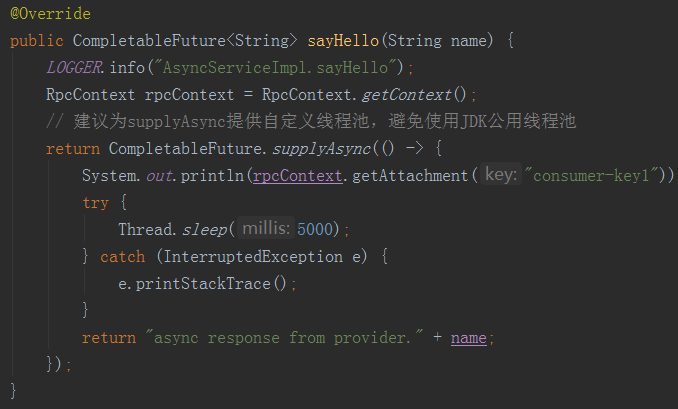 @Override
public CompletableFuture<String> sayHello(String name) {
LOGGER.info("AsyncServiceImpl.sayHello");
RpcContext rpcContext = RpcContext.getContext();
// 建议为supplyAsync提供自定义线程池，避免使用JDK公用线程池
return CompletableFuture.supplyAsync(() -> {
System.out.println(rpcContext.getAttachment( key: "consumer-key1"))
try {
Thread.sleep( millis: 5000);
} catch (InterruptedException e) {
e.printStackTrace();
}
return "async response from provider." + name;
});
}